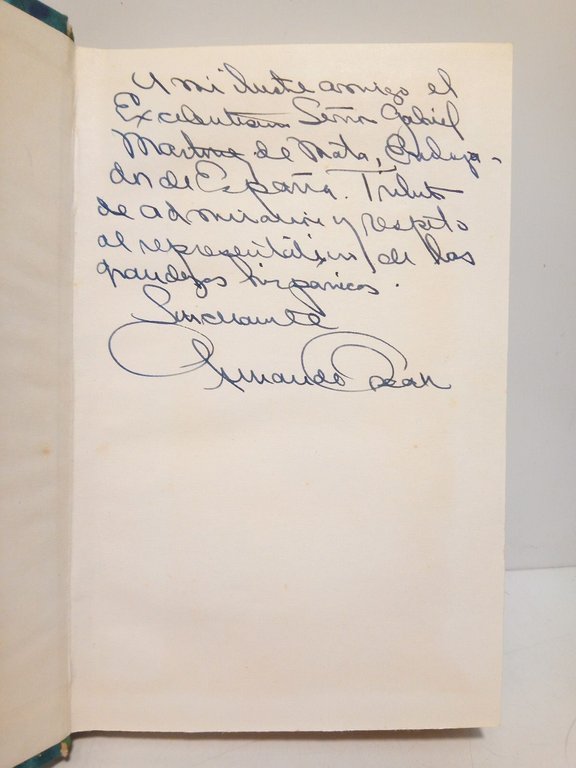 A mi ilustre amigo el
Excelentísimo Señor Gabriel
Martínez de Mata, Embaja-
dor de España. Tributo
de admiración y respeto
al representativo de las
grandezas hispánicas.
Sinceramente
Armando